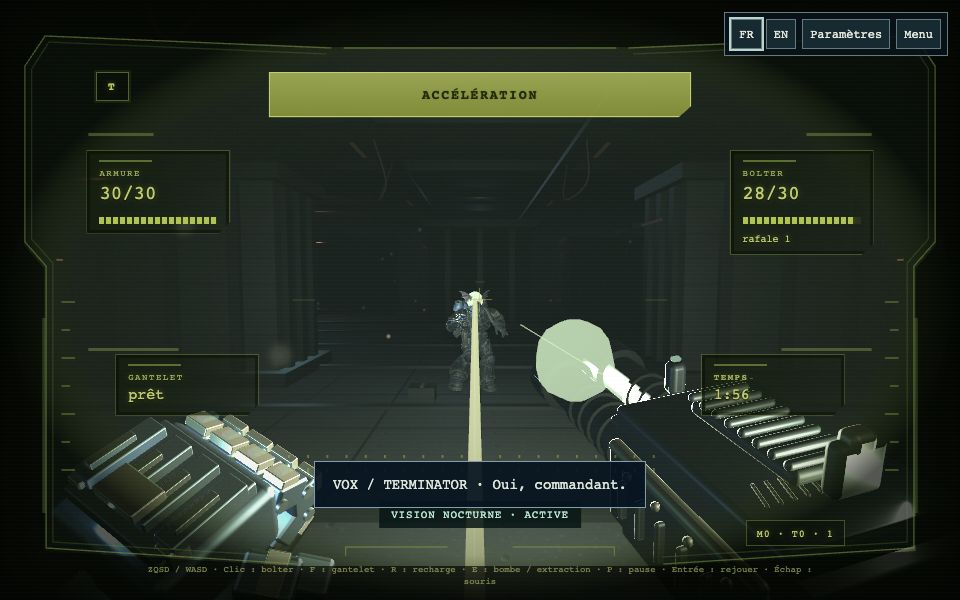 FR EN Paramètres Menu
T
ACCÉLÉRATION
ARMURE
30/30
BOLTER
28/30
rafale 1
GANTELET
prêt
TEMPS
1:56
VOX / TERMINATOR · Oui, commandant.
VISION NOCTURNE · ACTIVE
M0 · T0 · 1
ZQSD / WASD · Clic : bolter · F : gantelet · R : recharge · E : bombe / extraction · P : pause · Entrée : rejouer · Échap :
souris